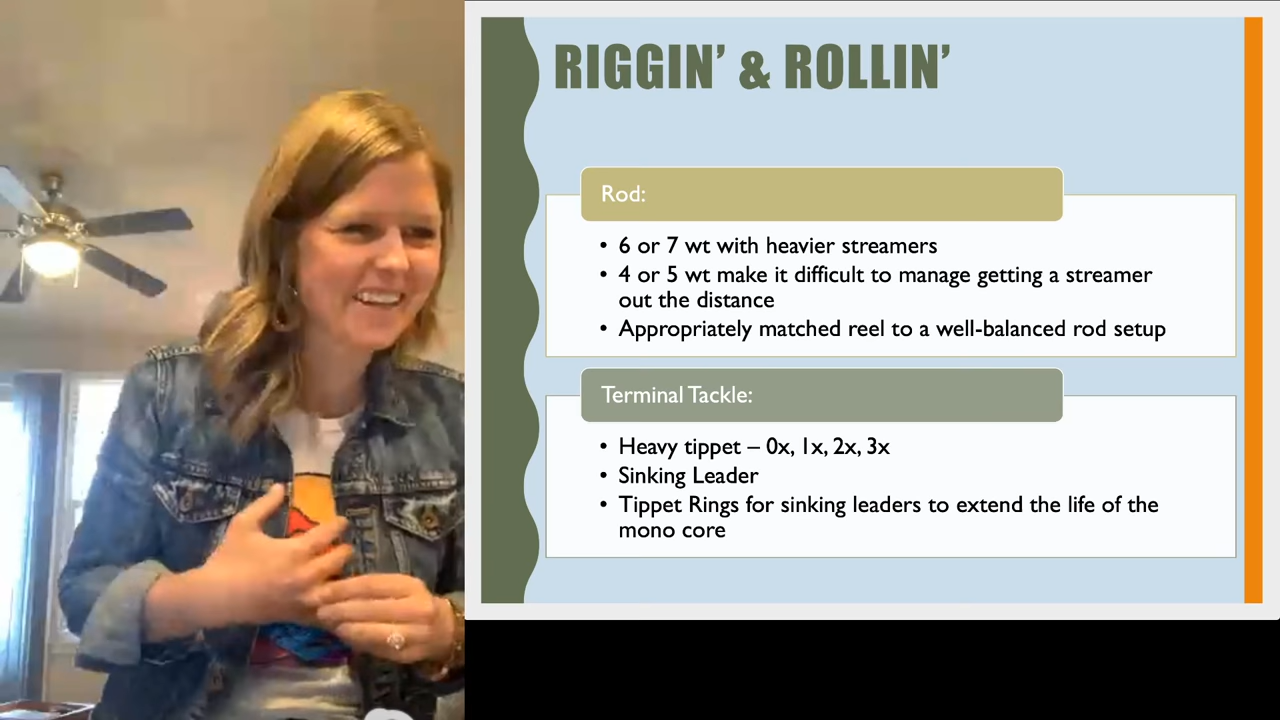 RIGGIN’ & ROLLIN’
Rod:
• 6 or 7 wt with heavier streamers
• 4 or 5 wt make it difficult to manage getting a streamer
out the distance
• Appropriately matched reel to a well-balanced rod setup
Terminal Tackle:
• Heavy tippet – 0x, 1x, 2x, 3x
• Sinking Leader
• Tippet Rings for sinking leaders to extend the life of the
mono core